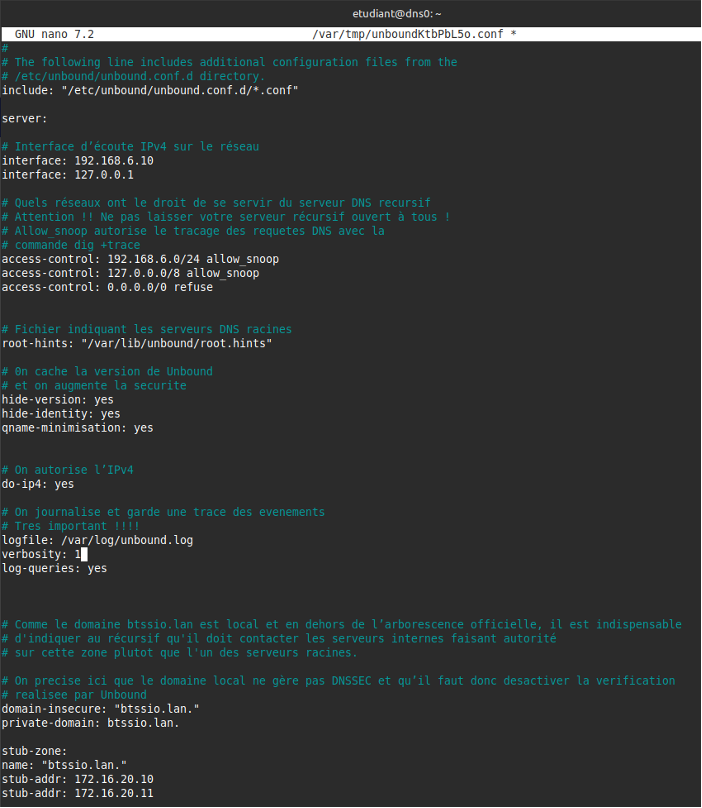 etudiant@dns0: ~
GNU nano 7.2 /var/tmp/unboundKtbPbL5o.conf *
#
# The following line includes additional configuration files from the
# /etc/unbound/unbound.conf.d directory.
include: "/etc/unbound/unbound.conf.d/*.conf"
server:
# Interface d’écoute IPv4 sur le réseau
interface: 192.168.6.10
interface: 127.0.0.1
# Quels réseaux ont le droit de se servir du serveur DNS recursif
# Attention !! Ne pas laisser votre serveur récursif ouvert à tous !
# Allow_snoop autorise le tracage des requetes DNS avec la
# commande dig +trace
access-control: 192.168.6.0/24 allow_snoop
access-control: 127.0.0.0/8 allow_snoop
access-control: 0.0.0.0/0 refuse
# Fichier indiquant les serveurs DNS racines
root-hints: "/var/lib/unbound/root.hints"
# 0n cache la version de Unbound
# et on augmente la securite
hide-version: yes
hide-identity: yes
qname-minimisation: yes
# On autorise l’IPv4
do-ip4: yes
# On journalise et garde une trace des evenements
# Tres important !!!!
logfile: /var/log/unbound.log
verbosity: 1
log-queries: yes
# Comme le domaine btssio.lan est local et en dehors de l’arborescence officielle, il est indispensable
# d'indiquer au récursif qu'il doit contacter les serveurs internes faisant autorité
# sur cette zone plutot que l'un des serveurs racines.
# On precise ici que le domaine local ne gère pas DNSSEC et qu’il faut donc desactiver la verification
# realisee par Unbound
domain-insecure: "btssio.lan."
private-domain: btssio.lan.
stub-zone:
name: "btssio.lan."
stub-addr: 172.16.20.10
stub-addr: 172.16.20.11